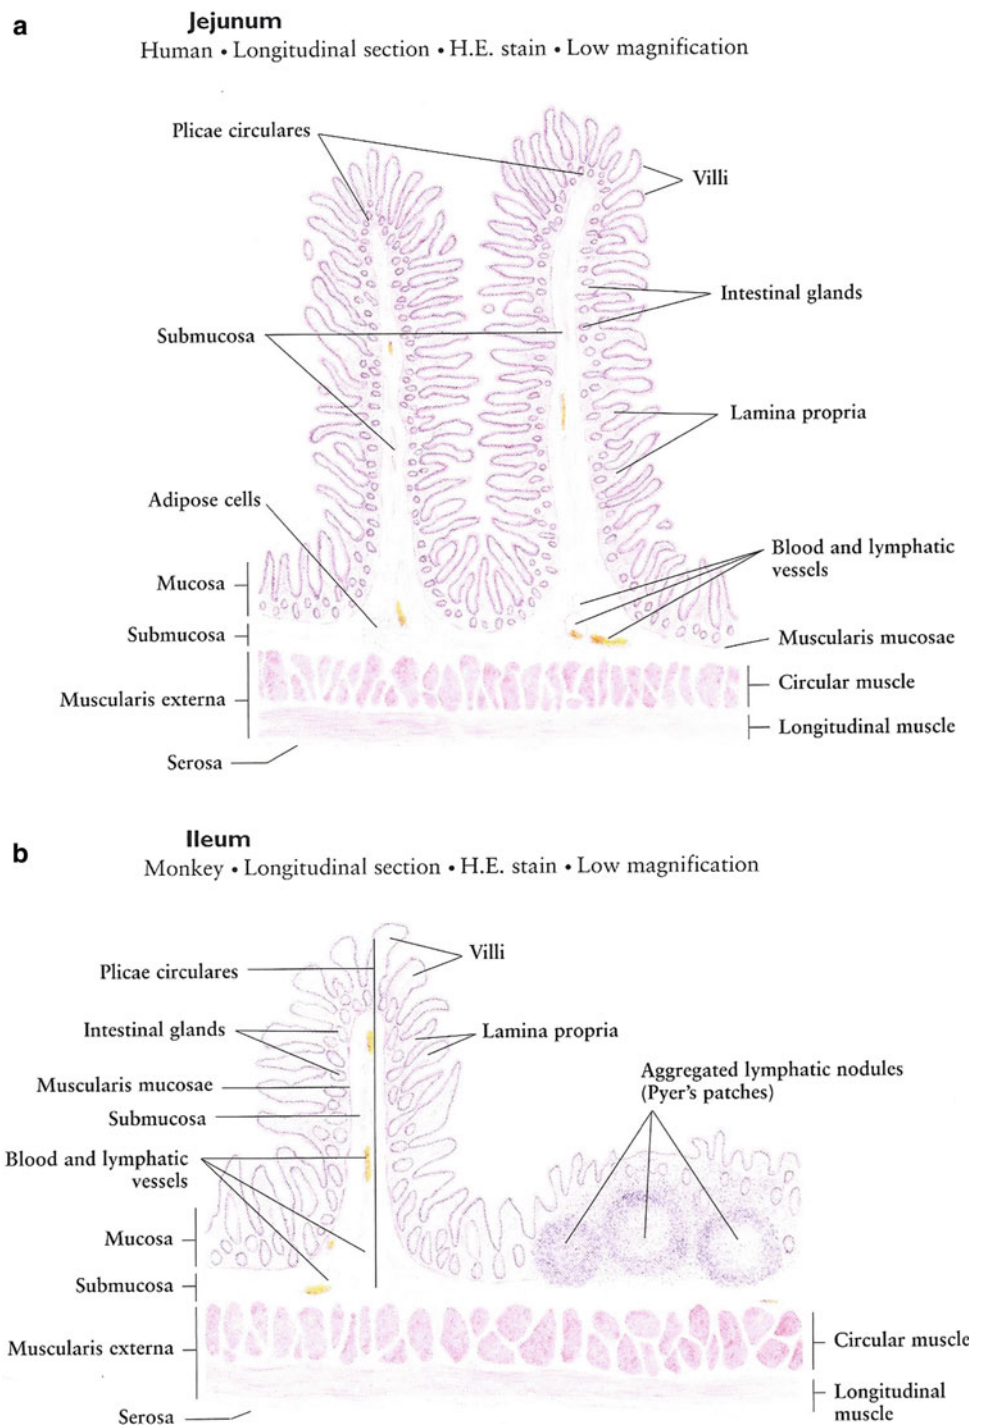 a
Jejunum
Human • Longitudinal section • H.E. stain • Low magnification
Plicae circulares
Villi
Intestinal glands
Submucosa
Lamina propria
Adipose cells
Blood and lymphatic
vessels
Mucosa
Submucosa
Muscularis mucosae
Circular muscle
Muscularis externa
Longitudinal muscle
Serosa
b
Ileum
Monkey • Longitudinal section • H.E. stain • Low magnification
Villi
Plicae circulares
Intestinal glands
Lamina propria
Aggregated lymphatic nodules
(Pyer's patches)
Muscularis mucosae
Submucosa
Blood and lymphatic
vessels
Mucosa
Submucosa
Circular muscle
Muscularis externa
Longitudinal
muscle
Serosa